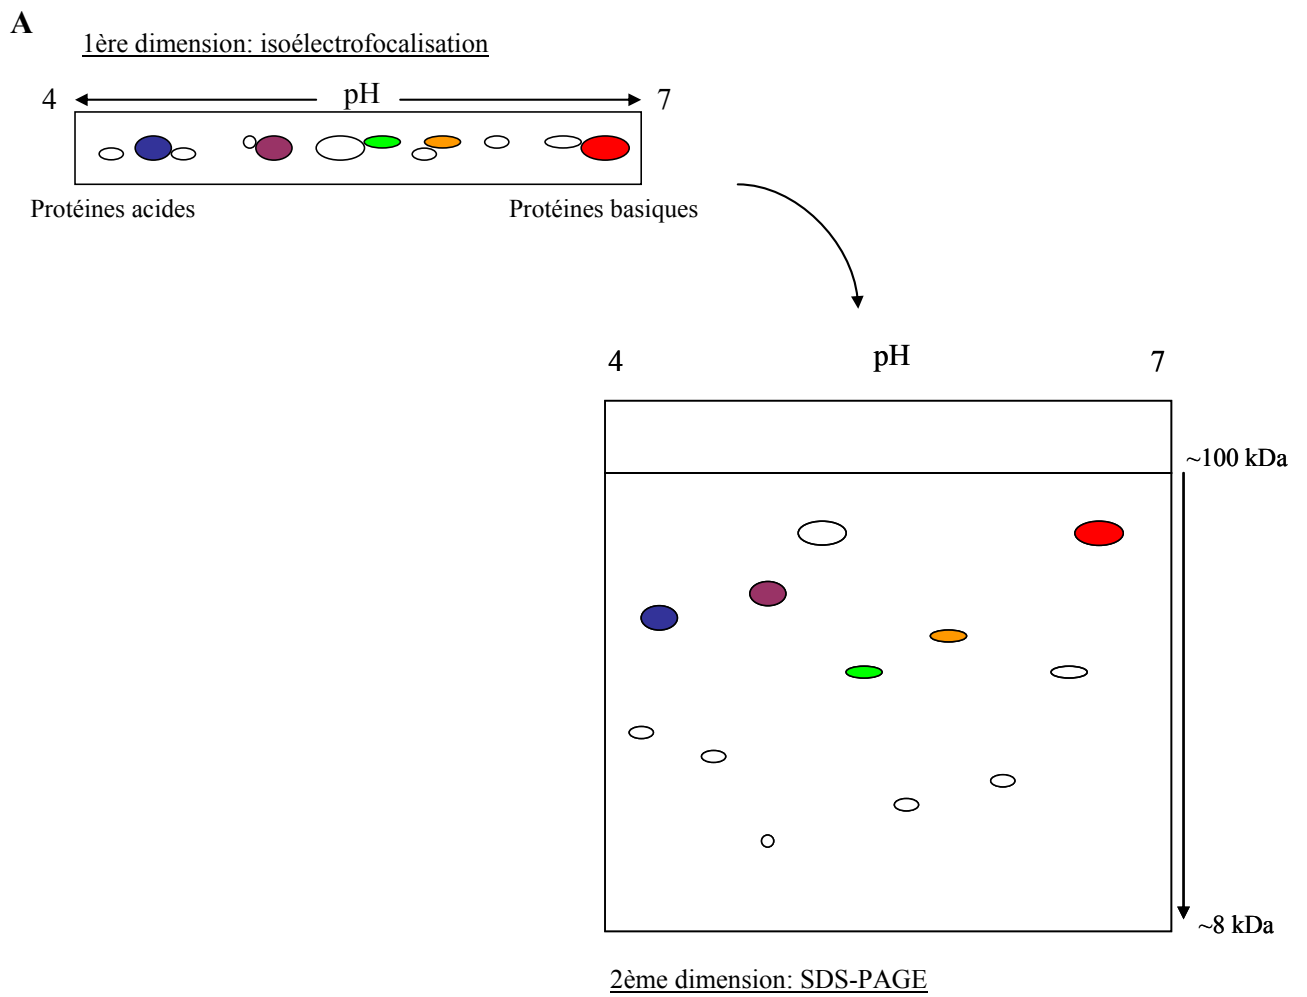 A
1ère dimension: isoélectrofocalisation
4 pH 7
Protéines acides Protéines basiques
4 pH 7
~100 kDa
~8 kDa
2ème dimension: SDS-PAGE